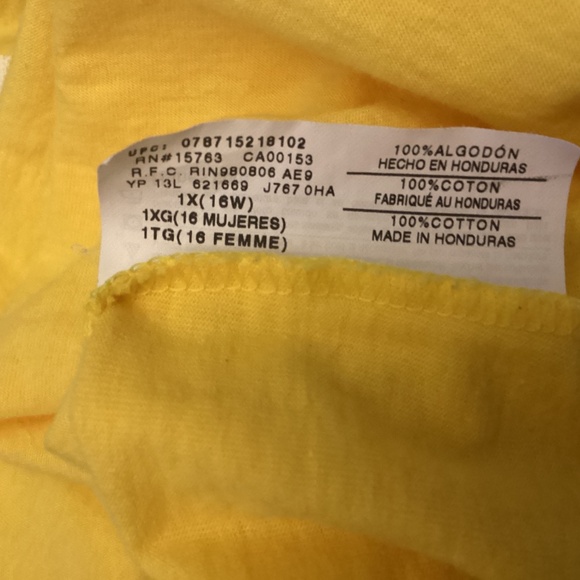 UPC: 078715218102
RN#15763 CA00153
R.F.C. RIN980806 AE9
YP 13L 621669 J767 0HA
1X(16W)
1XG(16 MUJERES)
1TG(16 FEMME)
100%ALGODÓN
HECHO EN HONDURAS
100%COTON
FABRIQUÉ AU HONDURAS
100%COTTON
MADE IN HONDURAS